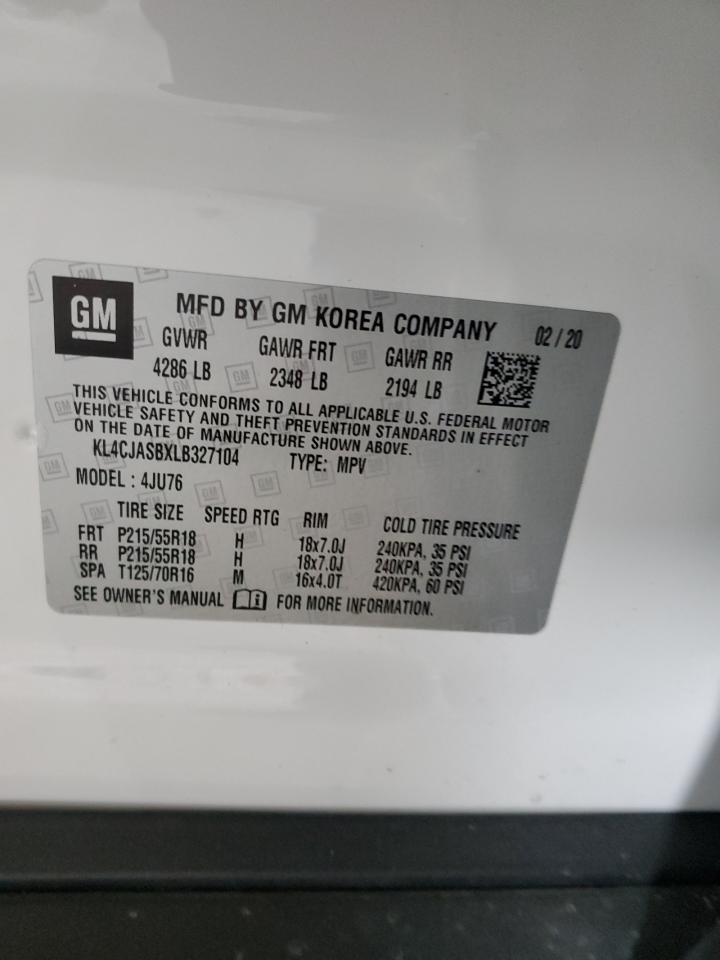 GM MFD BY GM KOREA COMPANY 02 / 20
GVWR GAWR FRT GAWR RR
4286 LB 2348 LB 2194 LB
THIS VEHICLE CONFORMS TO ALL APPLICABLE U.S. FEDERAL MOTOR
VEHICLE SAFETY AND THEFT PREVENTION STANDARDS IN EFFECT
ON THE DATE OF MANUFACTURE SHOWN ABOVE.
KL4CJASBXLB327104 TYPE: MPV
MODEL : 4JU76
TIRE SIZE SPEED RTG RIM COLD TIRE PRESSURE
FRT P215/55R18 H 18x7.0J 240KPA, 35 PSI
RR P215/55R18 H 18x7.0J 240KPA, 35 PSI
SPA T125/70R16 M 16x4.0T 420KPA, 60 PSI
SEE OWNER'S MANUAL i FOR MORE INFORMATION.